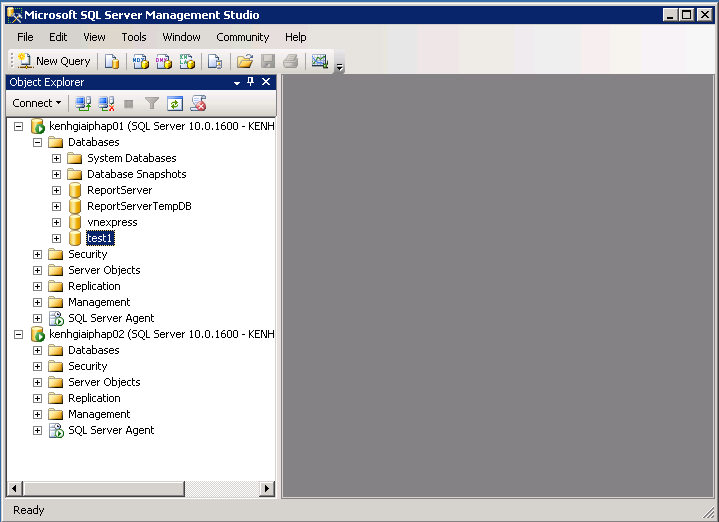 Microsoft SQL Server Management Studio
File Edit View Tools Window Community Help
New Query
Object Explorer
Connect
kenhgiaiphap01 (SQL Server 10.0.1600 - KENH
Databases
System Databases
Database Snapshots
ReportServer
ReportServerTempDB
vnexpress
test1
Security
Server Objects
Replication
Management
SQL Server Agent
kenhgiaiphap02 (SQL Server 10.0.1600 - KENH
Databases
Security
Server Objects
Replication
Management
SQL Server Agent
Ready